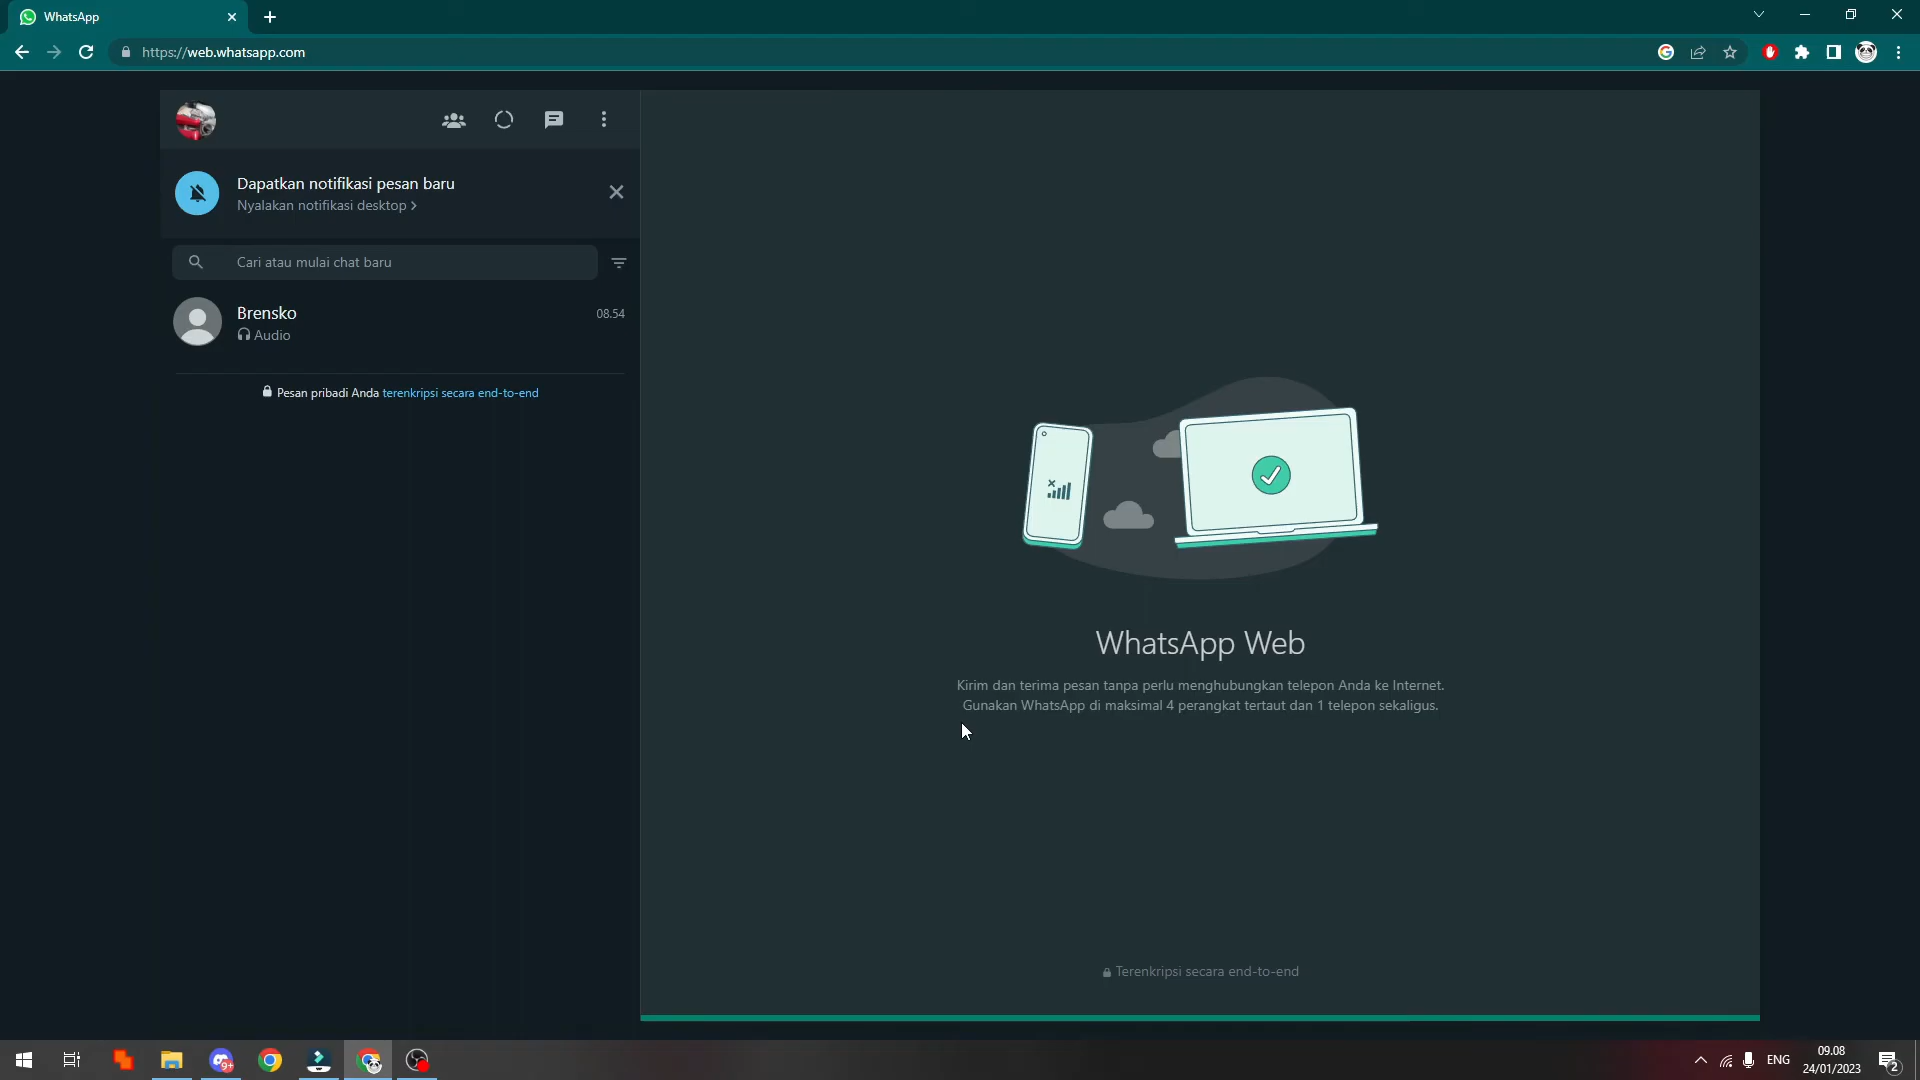 WhatsApp
https://web.whatsapp.com
Dapatkan notifikasi pesan baru
Nyalakan notifikasi desktop
Cari atau mulai chat baru
Brensko
08.54
Audio
Pesan pribadi Anda terenkripsi secara end-to-end
WhatsApp Web
Kirim dan terima pesan tanpa perlu menghubungkan telepon Anda ke Internet.
Gunakan WhatsApp di maksimal 4 perangkat tertaut dan 1 telepon sekaligus.
Terenkripsi secara end-to-end
9+
ENG
09.08
24/01/2023
2